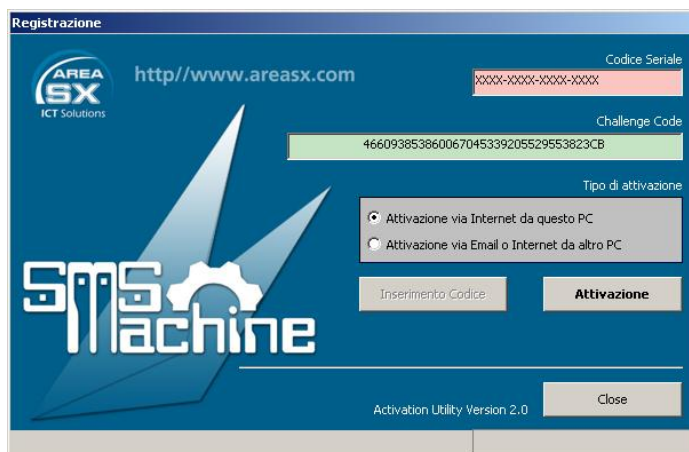 Registrazione
AREA
SX
ICT Solutions
http//www.areasx.com
Codice Seriale
XXXX-XXXX-XXXX-XXXX
Challenge Code
46609385386006704533920552955382​3CB
Tipo di attivazione
Attivazione via Internet da questo PC
Attivazione via Email o Internet da altro PC
Inserimento Codice
Attivazione
SMS
Machine
Activation Utility Version 2.0
Close